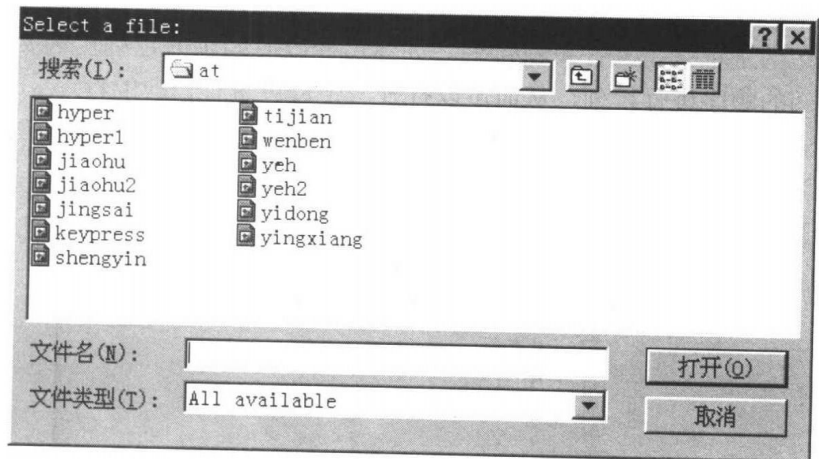 Select a file:
搜索(I): at
hyper
hyper1
jiaohu
jiaohu2
jingsai
keypress
shengyin
tijian
wenben
yeh
yeh2
yidong
yingxiang
文件名(N):
打开(O)
文件类型(T): All available
取消